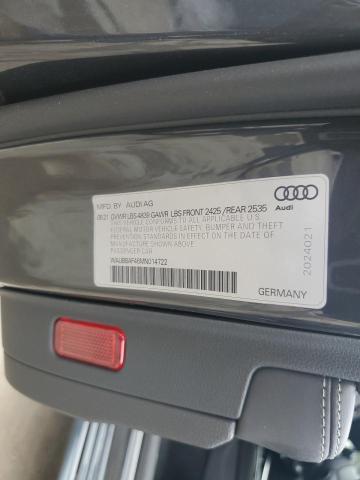 MFD. BY AUDI AG
08/21 GVWR LBS 4839 GAWR LBS FRONT 2425 /REAR 2535
THIS VEHICLE CONFORMS TO ALL APPLICABLE U.S.
FEDERAL MOTOR VEHICLE SAFETY, BUMPER AND THEFT
PREVENTION STANDARDS IN EFFECT ON THE DATE OF
MANUFACTURE SHOWN ABOVE.
PASSENGER CAR
WAUBBAF48MN014722
Audi
GERMANY
2024021